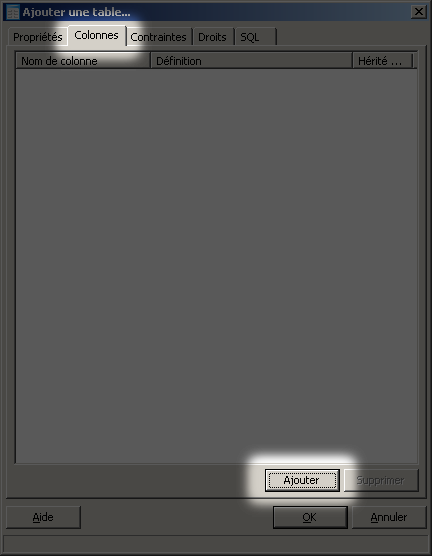 Ajouter une table...
Propriétés Colonnes Contraintes Droits SQL
Nom de colonne Définition Hérité ...
Ajouter Supprimer
Aide OK Annuler